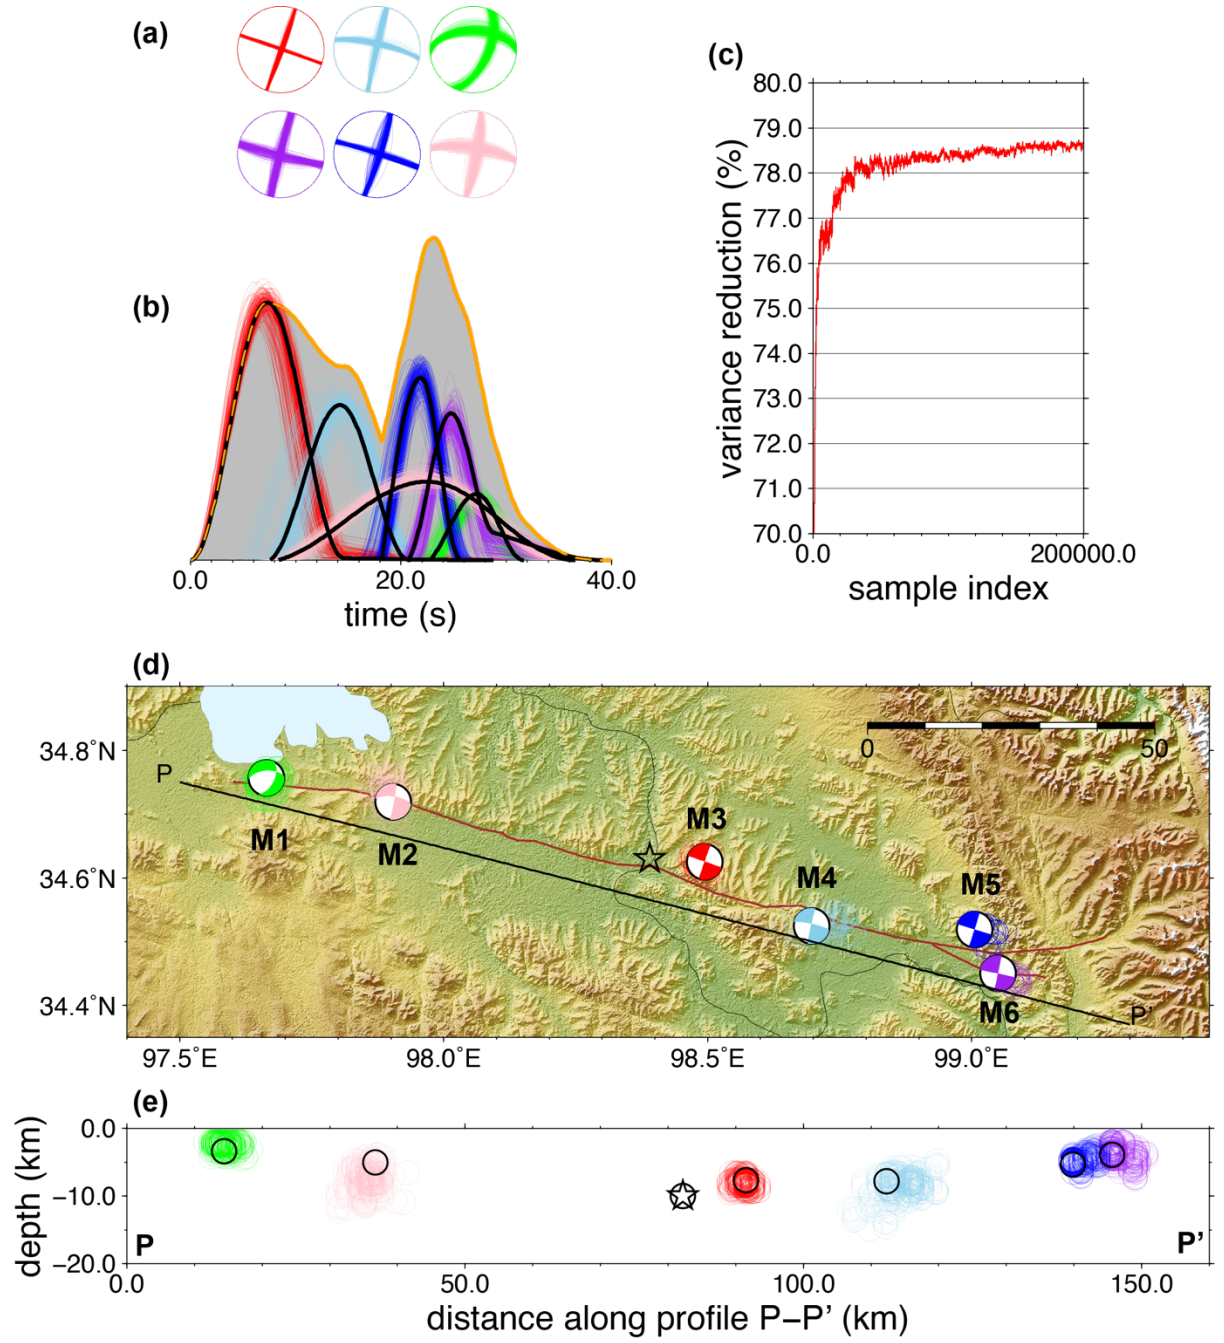 (a)
(b)
0.0 20.0 40.0
time (s)
(c)
80.0
79.0
78.0
77.0
76.0
75.0
74.0
73.0
72.0
71.0
70.0
variance reduction (%)
0.0 200000.0
sample index
(d)
34.8°N
34.6°N
34.4°N
P
M1
M2
M3
M4
M5
M6
P'
0 50
97.5°E 98.0°E 98.5°E 99.0°E
(e)
0.0
−10.0
−20.0
depth (km)
P P'
0.0 50.0 100.0 150.0
distance along profile P−P' (km)